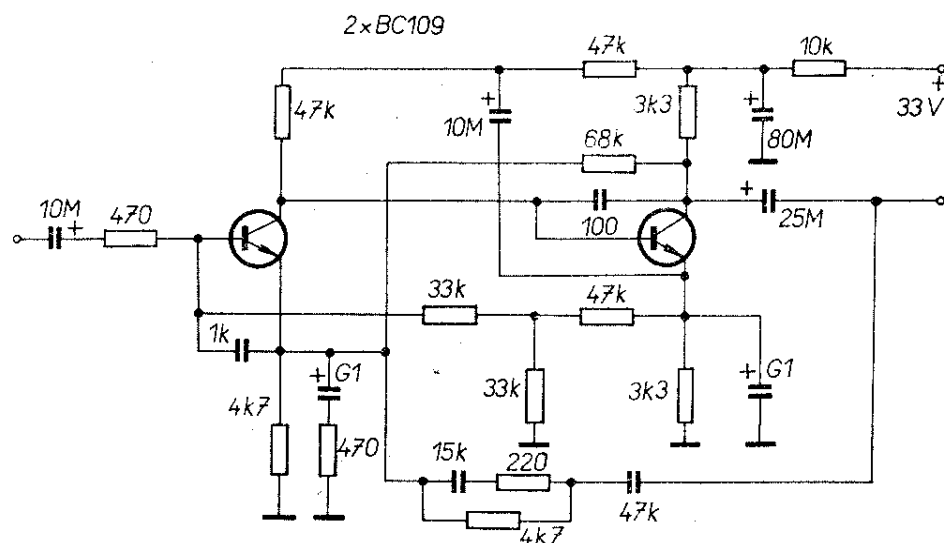 2×BC109
47k
10k
+
33V
47k
+
10M
3k3
+
80M
68k
10M
+
470
100
+
25M
33k
47k
1k
+
G1
33k
3k3
+
G1
4k7
470
15k
220
47k
4k7